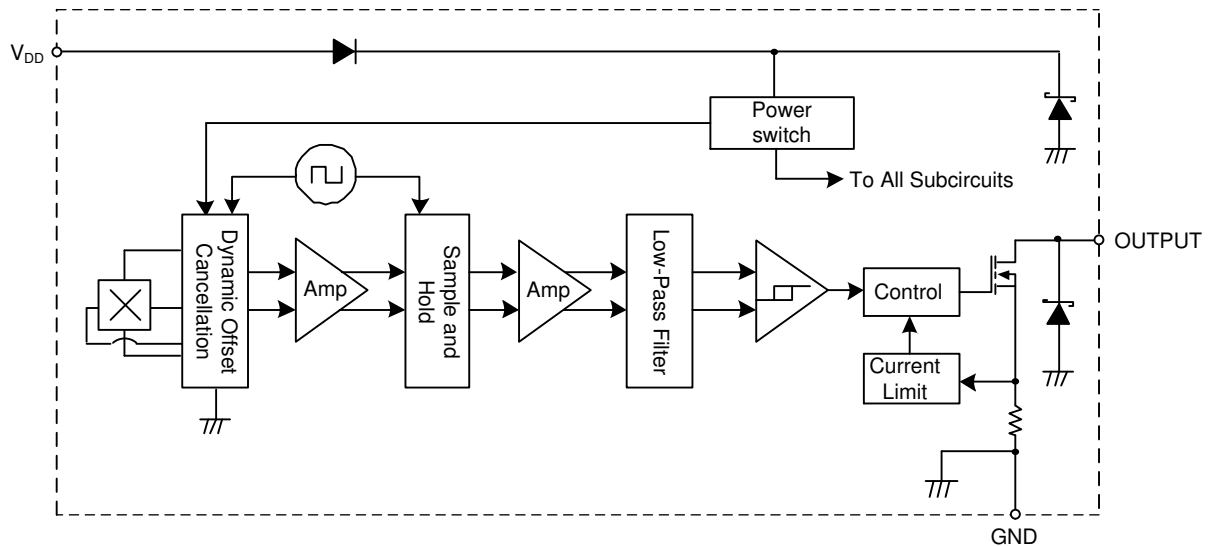 V_DD
Power
switch
To All Subcircuits
Dynamic Offset
Cancellation
Amp
Sample and
Hold
Amp
Low-Pass Filter
Control
Current
Limit
OUTPUT
GND